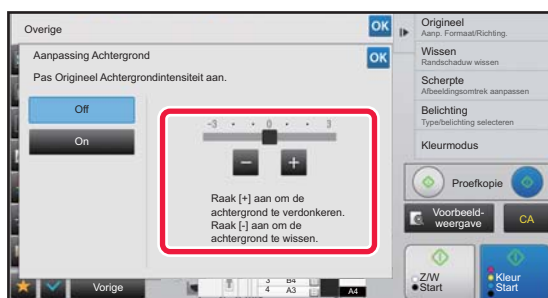 Overige
OK
Aanpassing Achtergrond
OK
Pas Origineel Achtergrondintensiteit aan.
Off
On
-3 • • 0 • • 3
− +
Raak [+] aan om de
achtergrond te verdonkeren.
Raak [-] aan om de
achtergrond te wissen.
Vorige
3 B4
4 A3
A4
Origineel
Aanp. Formaat/Richting.
Wissen
Randschaduw wissen
Scherpte
Afbeeldingsomtrek aanpassen
Belichting
Type/belichting selecteren
Kleurmodus
Proefkopie
Voorbeeld-
weergave
CA
Z/W
Start
Kleur
Start